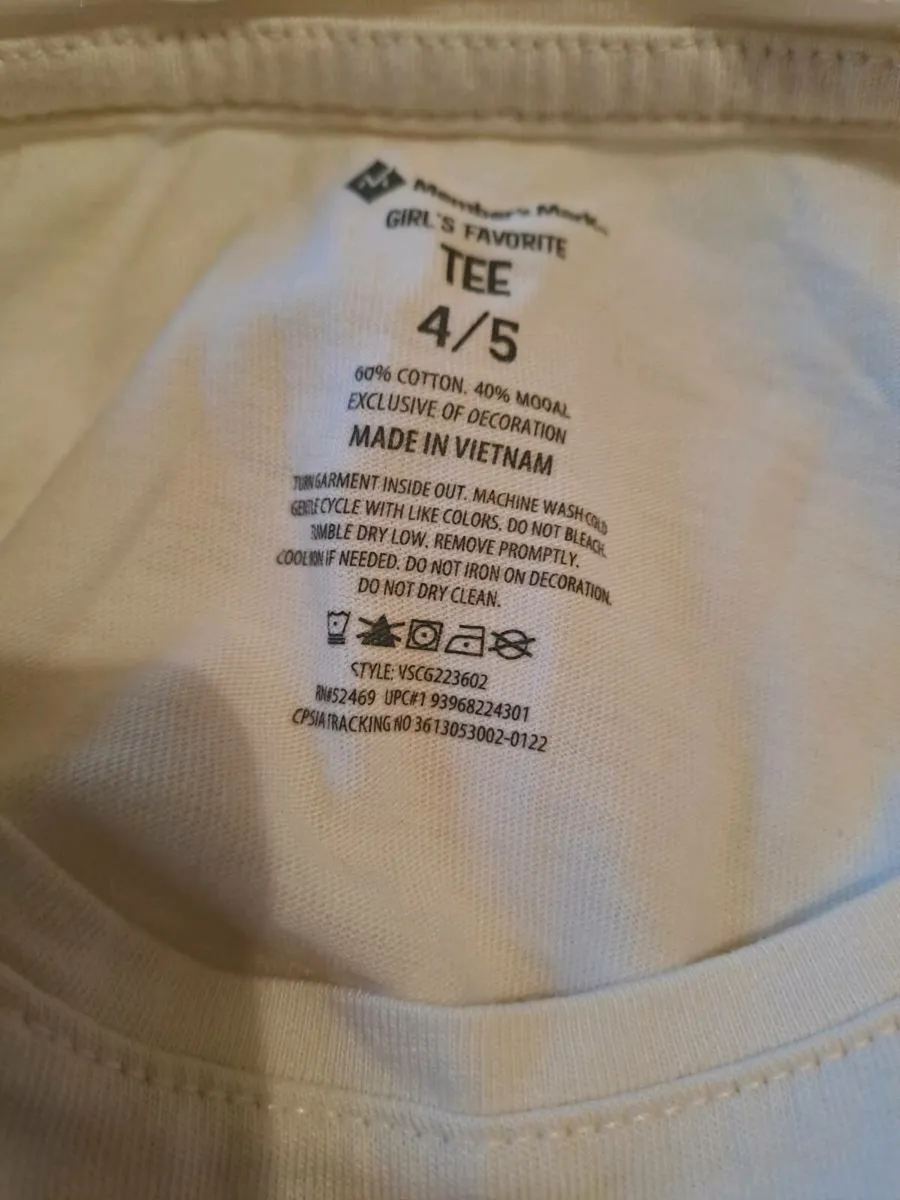 Member's Mark™
GIRL'S FAVORITE
TEE
4/5
60% COTTON, 40% MODAL
EXCLUSIVE OF DECORATION
MADE IN VIETNAM
TURN GARMENT INSIDE OUT. MACHINE WASH COLD
GENTLE CYCLE WITH LIKE COLORS. DO NOT BLEACH.
TUMBLE DRY LOW. REMOVE PROMPTLY.
COOL IRON IF NEEDED. DO NOT IRON ON DECORATION.
DO NOT DRY CLEAN.
STYLE: VSCG223602
RN#52469 UPC#1 93968224301
CPSIA TRACKING NO 3613053002-0122